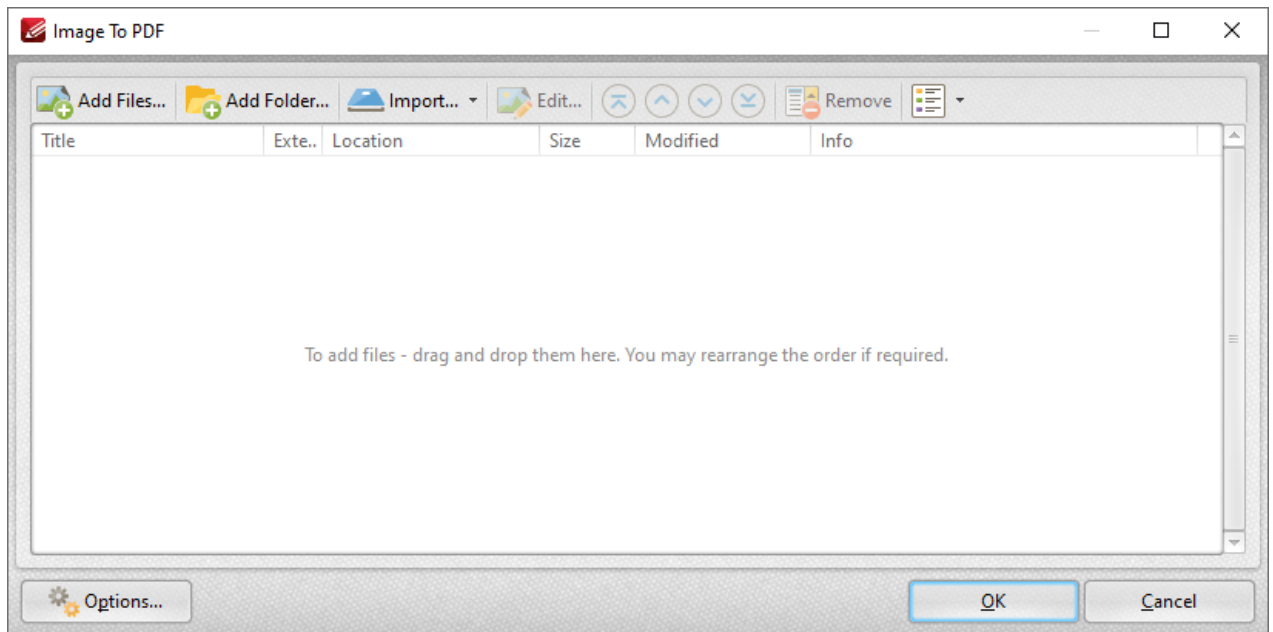 Image To PDF
Add Files... Add Folder... Import... Edit... Remove
Title Exte.. Location Size Modified Info
To add files - drag and drop them here. You may rearrange the order if required.
Options... OK Cancel